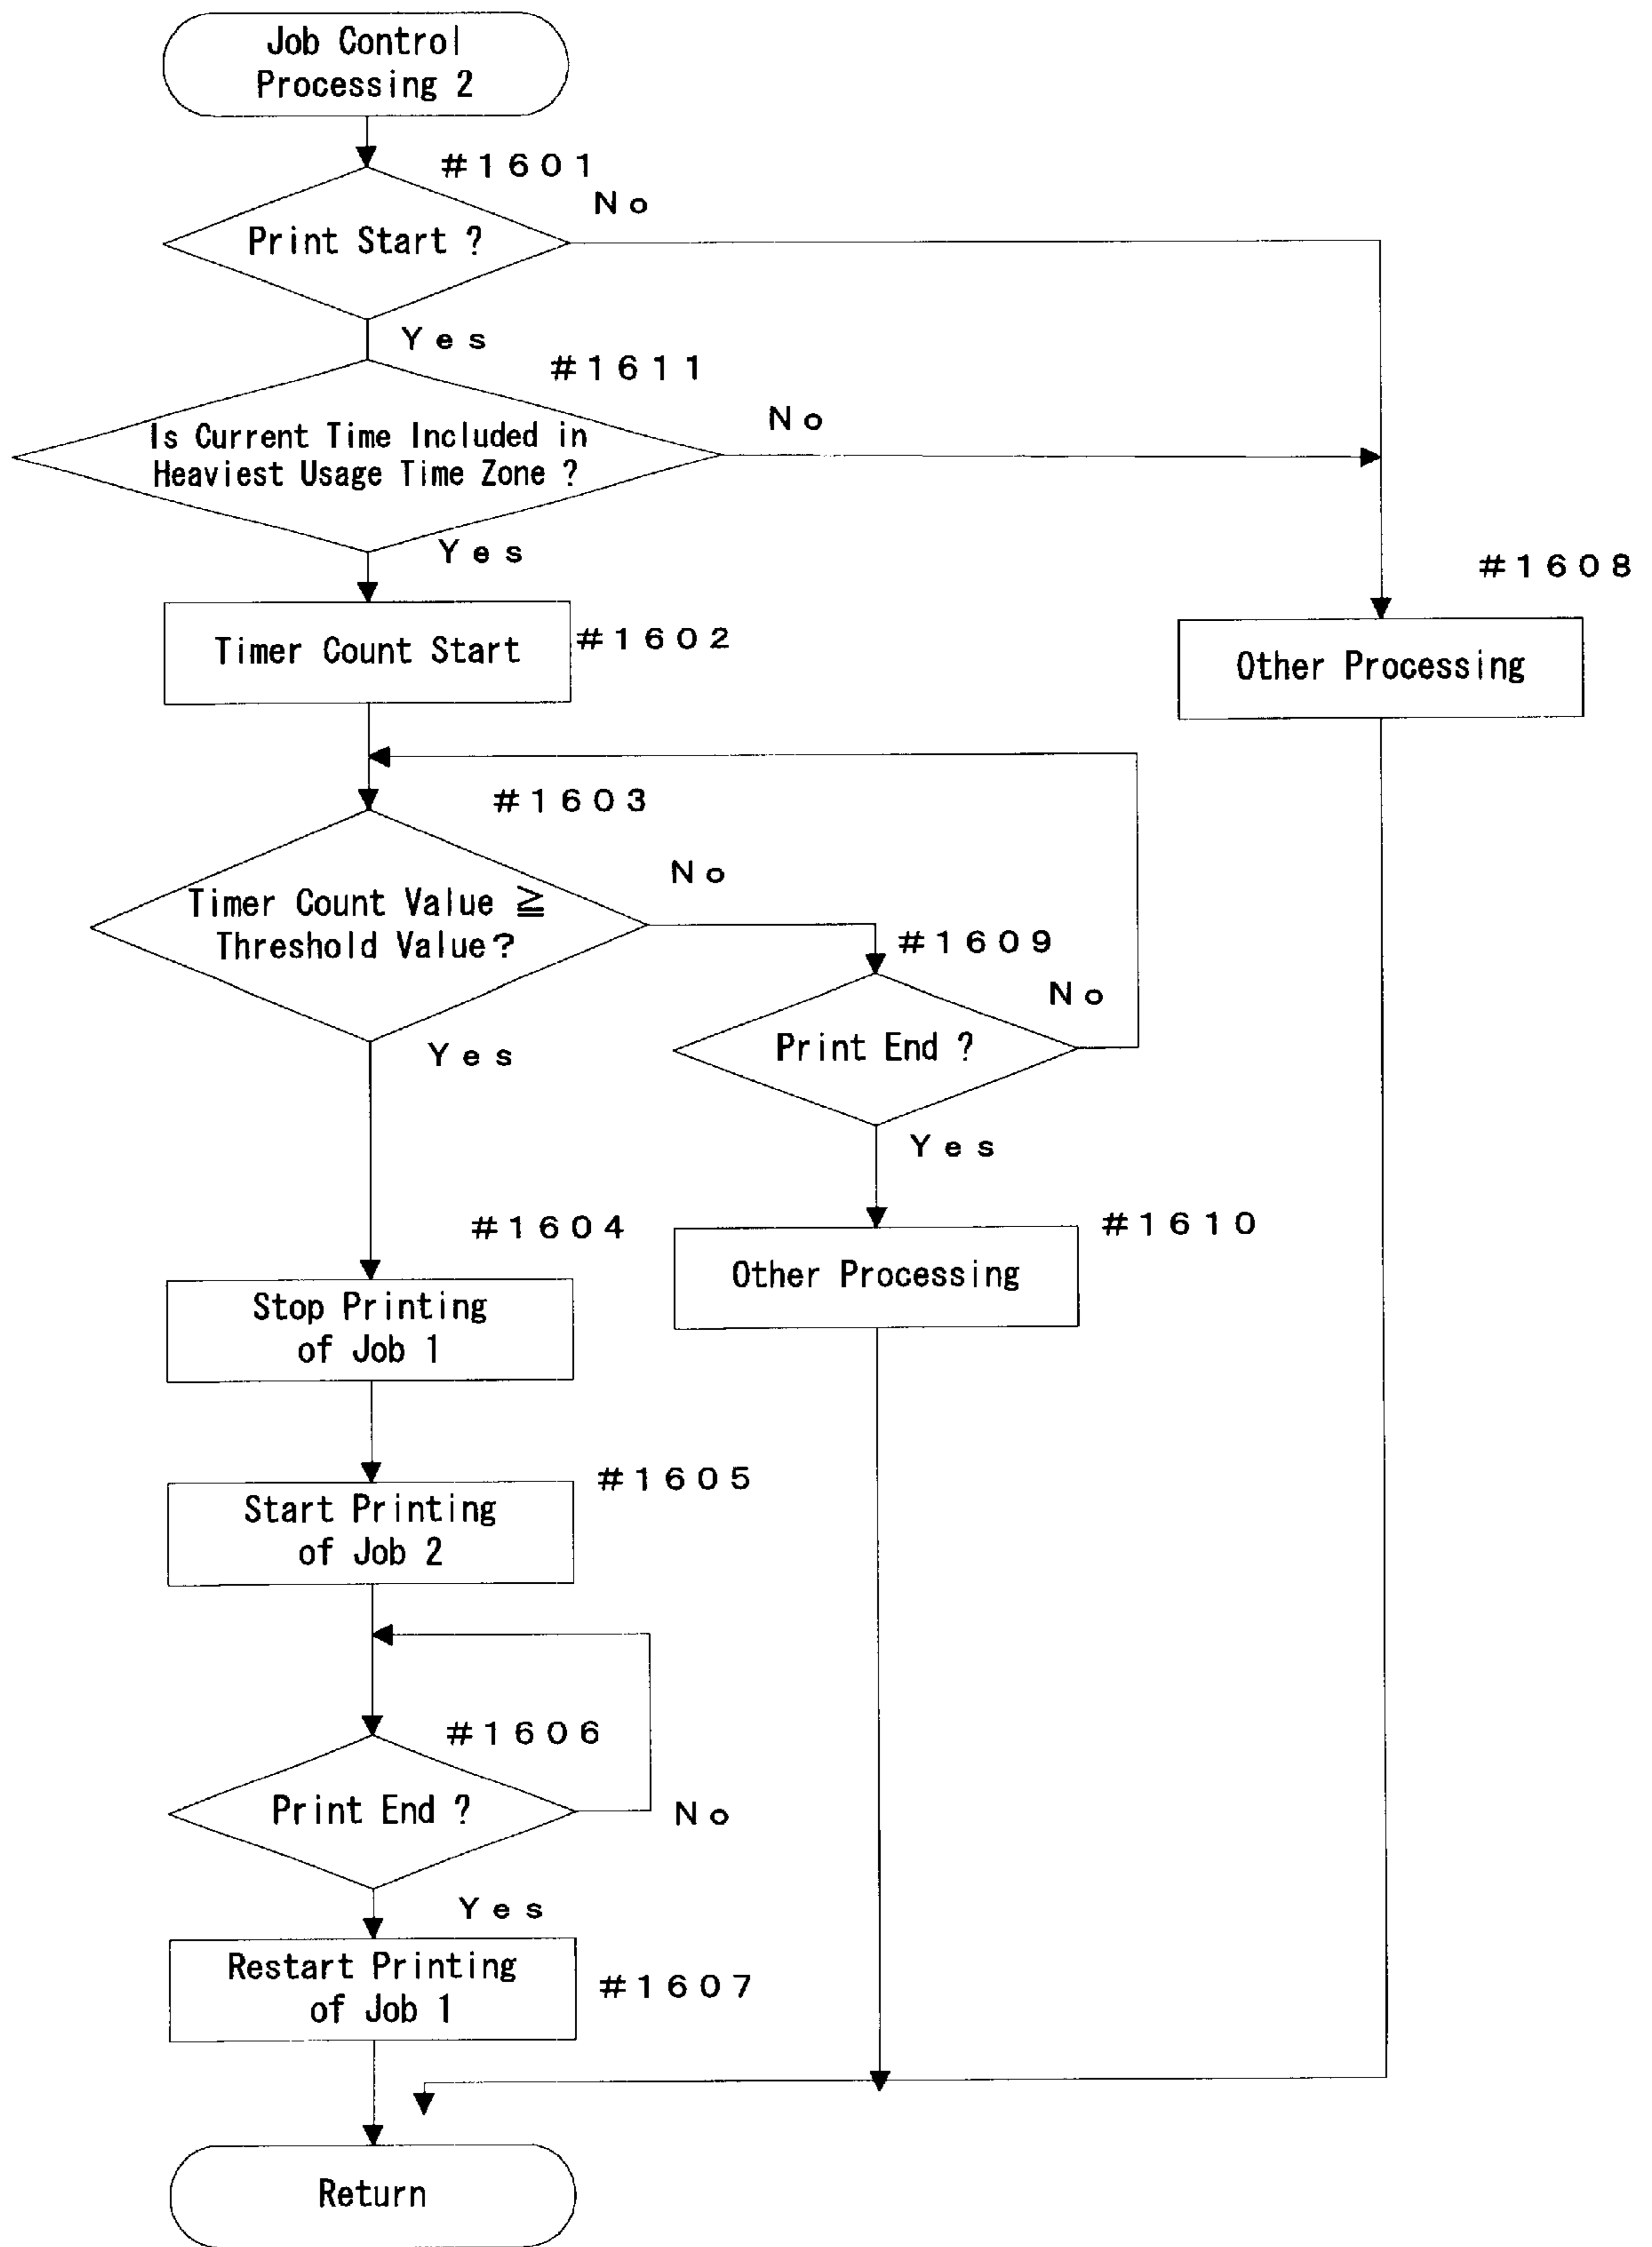 Job Control
Processing 2
#1601
No
Print Start ?
Yes
#1611
No
Is Current Time Included in
Heaviest Usage Time Zone ?
Yes
#1608
Timer Count Start
#1602
Other Processing
#1603
No
Timer Count Value ≧
Threshold Value?
#1609
No
Print End ?
Yes
Yes
#1604
#1610
Other Processing
Stop Printing
of Job 1
#1605
Start Printing
of Job 2
#1606
Print End ?
No
Yes
Restart Printing
of Job 1
#1607
Return